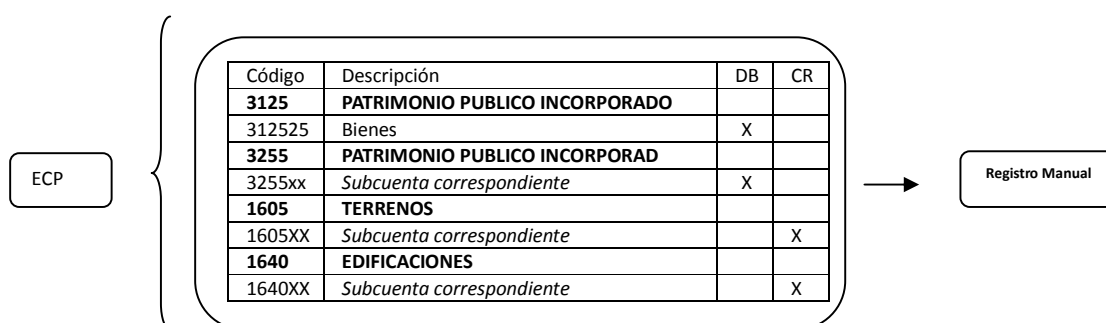 ECP
Código Descripción DB CR
3125 PATRIMONIO PUBLICO INCORPORADO
312525 Bienes X
3255 PATRIMONIO PUBLICO INCORPORAD
3255xx Subcuenta correspondiente X
1605 TERRENOS
1605XX Subcuenta correspondiente X
1640 EDIFICACIONES
1640XX Subcuenta correspondiente X
Registro Manual